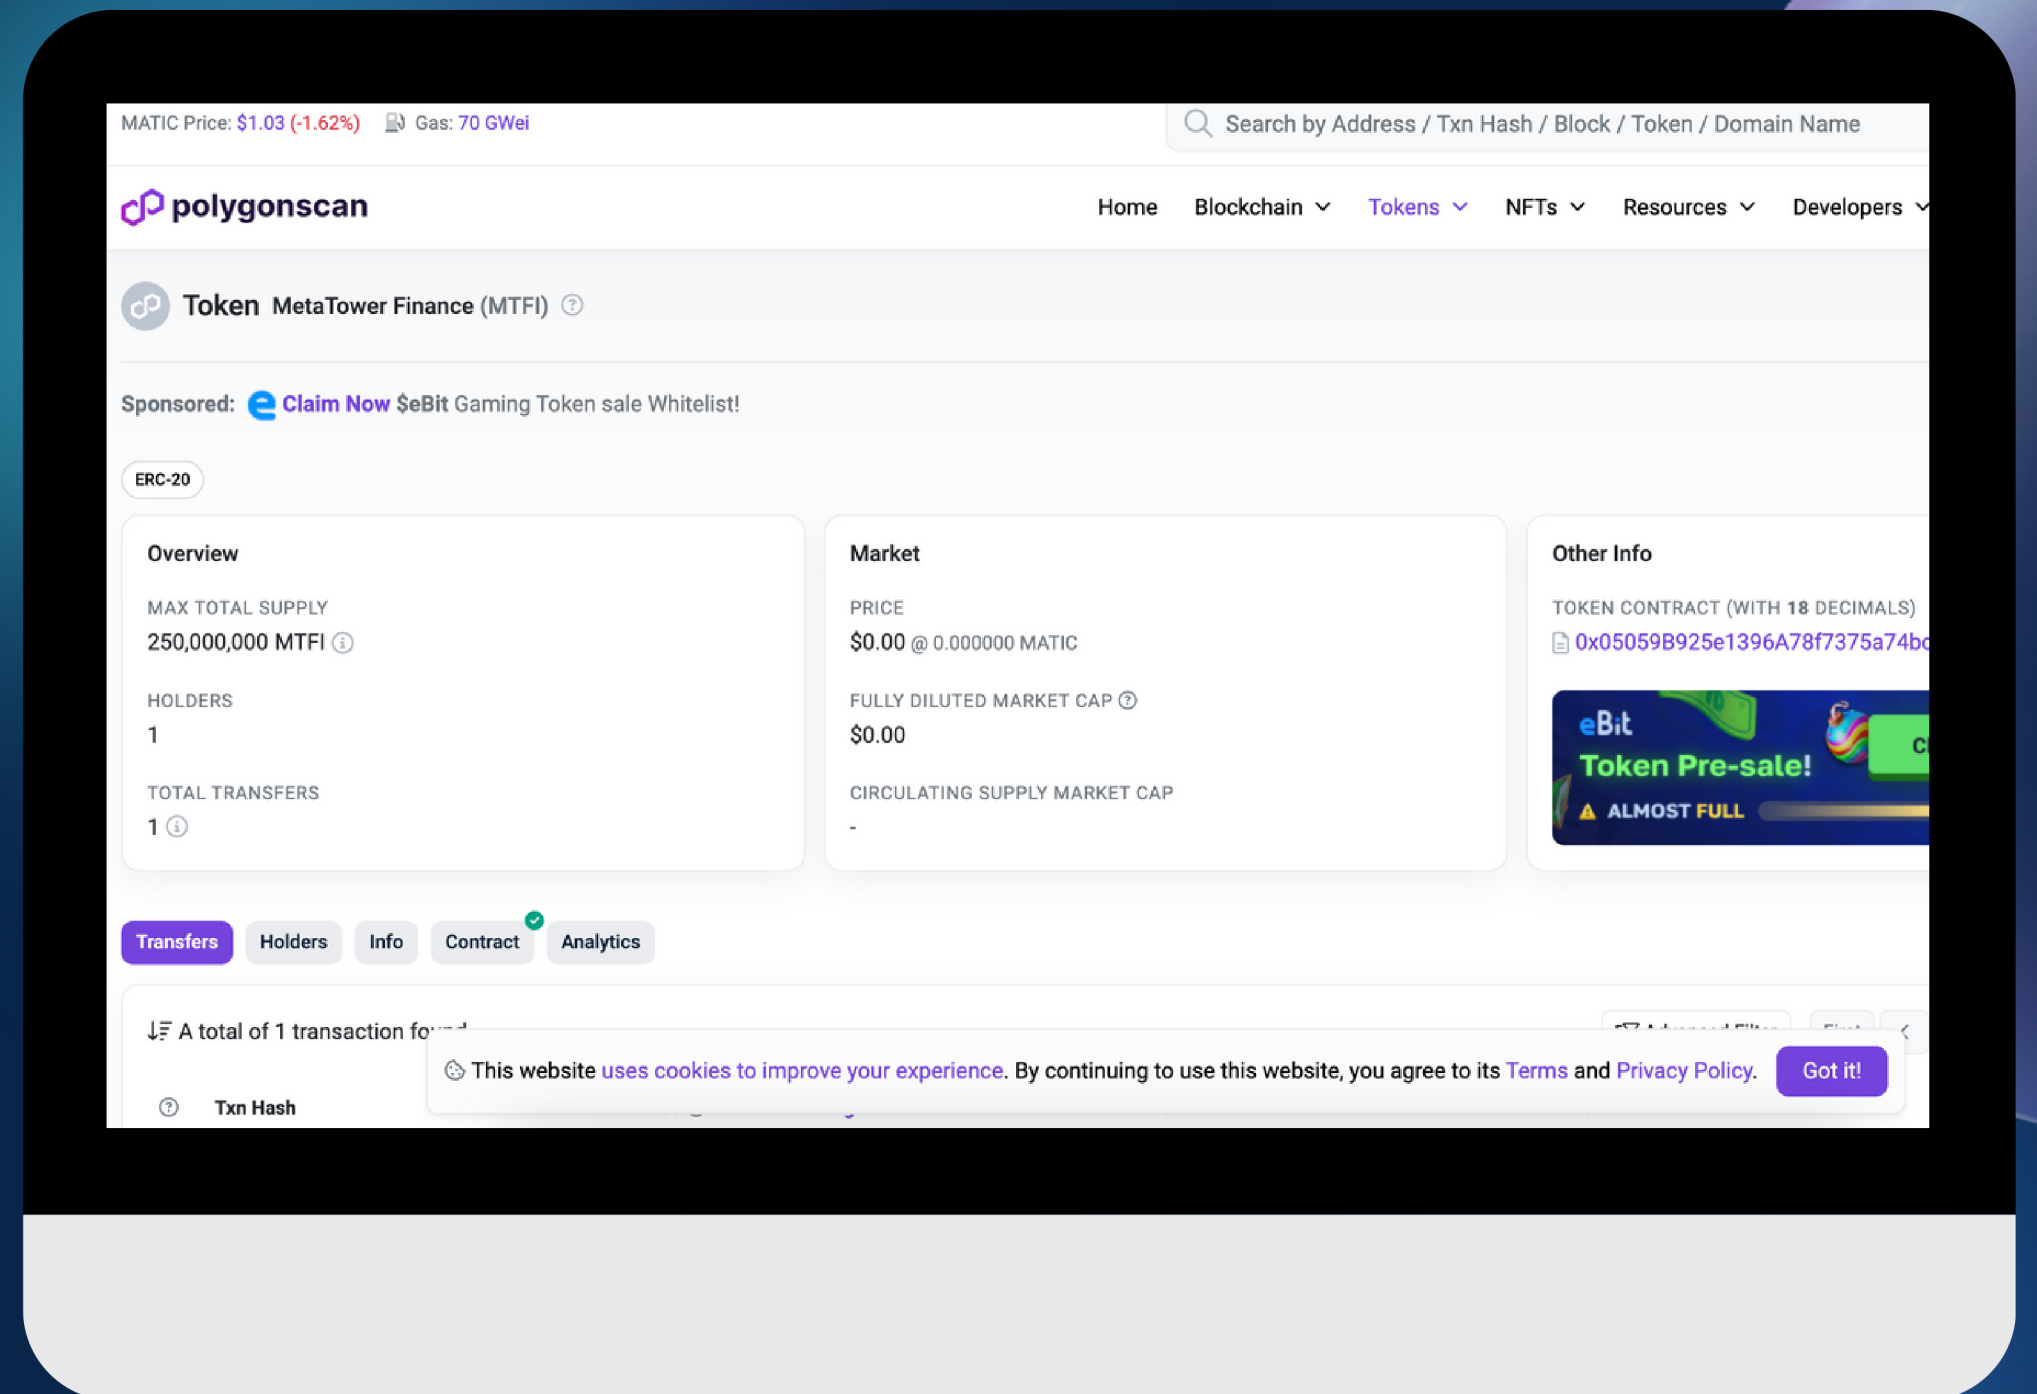 MATIC Price: $1.03 (-1.62%) Gas: 70 GWei
Search by Address / Txn Hash / Block / Token / Domain Name
polygonscan
Home Blockchain Tokens NFTs Resources Developers
Token MetaTower Finance (MTFI)
Sponsored: Claim Now $eBit Gaming Token sale Whitelist!
ERC-20
Overview
MAX TOTAL SUPPLY
250,000,000 MTFI
HOLDERS
1
TOTAL TRANSFERS
1
Market
PRICE
$0.00 @ 0.000000 MATIC
FULLY DILUTED MARKET CAP
$0.00
CIRCULATING SUPPLY MARKET CAP
-
Other Info
TOKEN CONTRACT (WITH 18 DECIMALS)
0x05059B925e1396A78f7375a74b
eBit
Token Pre-sale!
ALMOST FULL
Transfers Holders Info Contract Analytics
A total of 1 transaction
This website uses cookies to improve your experience. By continuing to use this website, you agree to its Terms and Privacy Policy. Got it!
Txn Hash